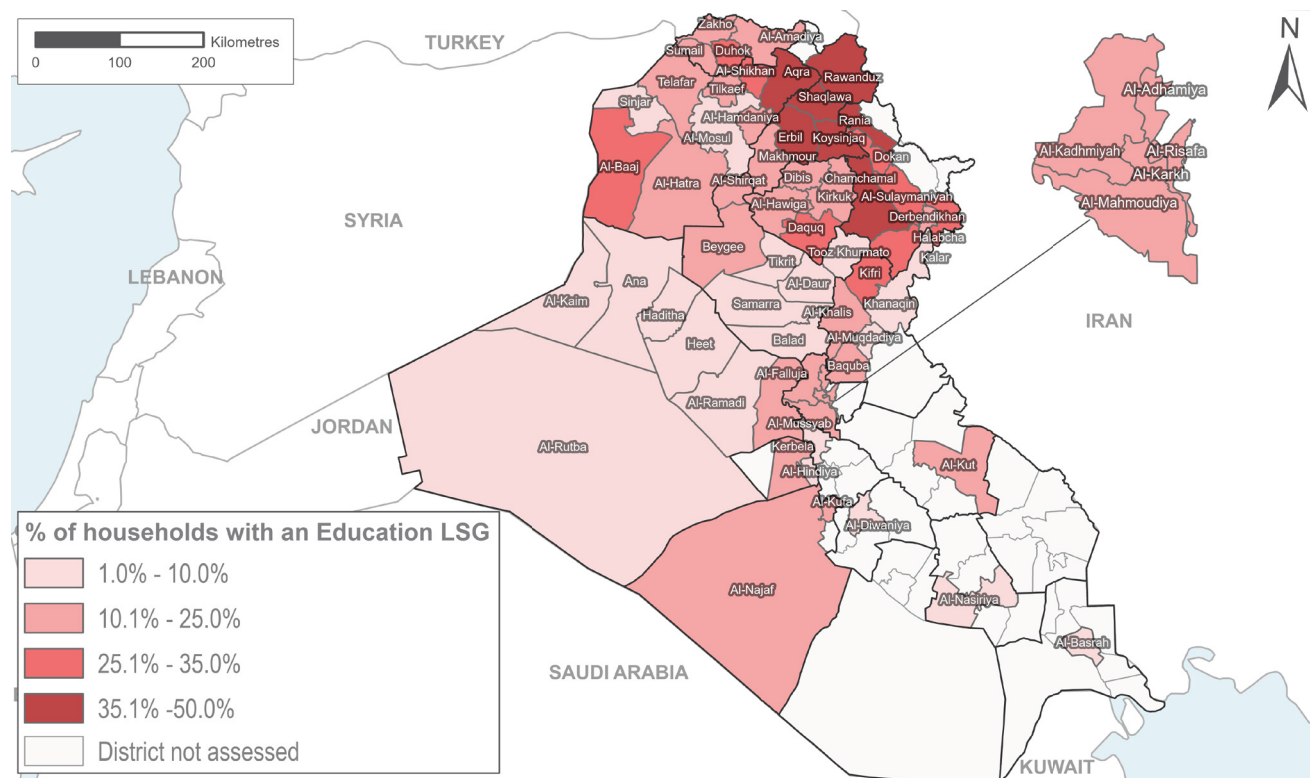 Kilometres
0 100 200
N
TURKEY
SYRIA
LEBANON
JORDAN
IRAN
SAUDI ARABIA
KUWAIT
Zakho
Al-Amadiya
Sumail
Duhok
Al-Shikhan
Aqra
Rawanduz
Telafar
Tilkaef
Shaqlawa
Sinjar
Al-Hamdaniya
Rania
Al-Mosul
Erbil
Koysinjaq
Makhmour
Dokan
Al-Baaj
Al-Hatra
Al-Shirqat
Dibis
Chamchamal
Al-Hawiga
Kirkuk
Al-Sulaymaniyah
Derbendikhan
Daquq
Halabcha
Beygee
Tooz Khurmato
Kalar
Tikrit
Kifri
Ana
Al-Daur
Al-Kaim
Haditha
Samarra
Khanaqin
Al-Khalis
Heet
Balad
Al-Muqdadiya
Al-Falluja
Baquba
Al-Ramadi
Al-Mussyab
Al-Rutba
Kerbela
Al-Hindiya
Al-Kut
Al-Kufa
Al-Diwaniya
Al-Najaf
Al-Nasiriya
Al-Basrah
Al-Adhamiya
Al-Kadhmiyah
Al-Risafa
Al-Karkh
Al-Mahmoudiya
% of households with an Education LSG
1.0% - 10.0%
10.1% - 25.0%
25.1% - 35.0%
35.1% -50.0%
District not assessed